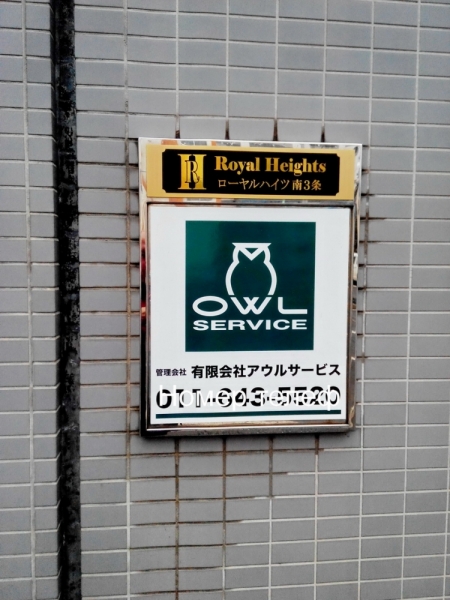 RH Royal Heights
ローヤルハイツ南3条
OWL
SERVICE
管理会社 有限会社アウルサービス